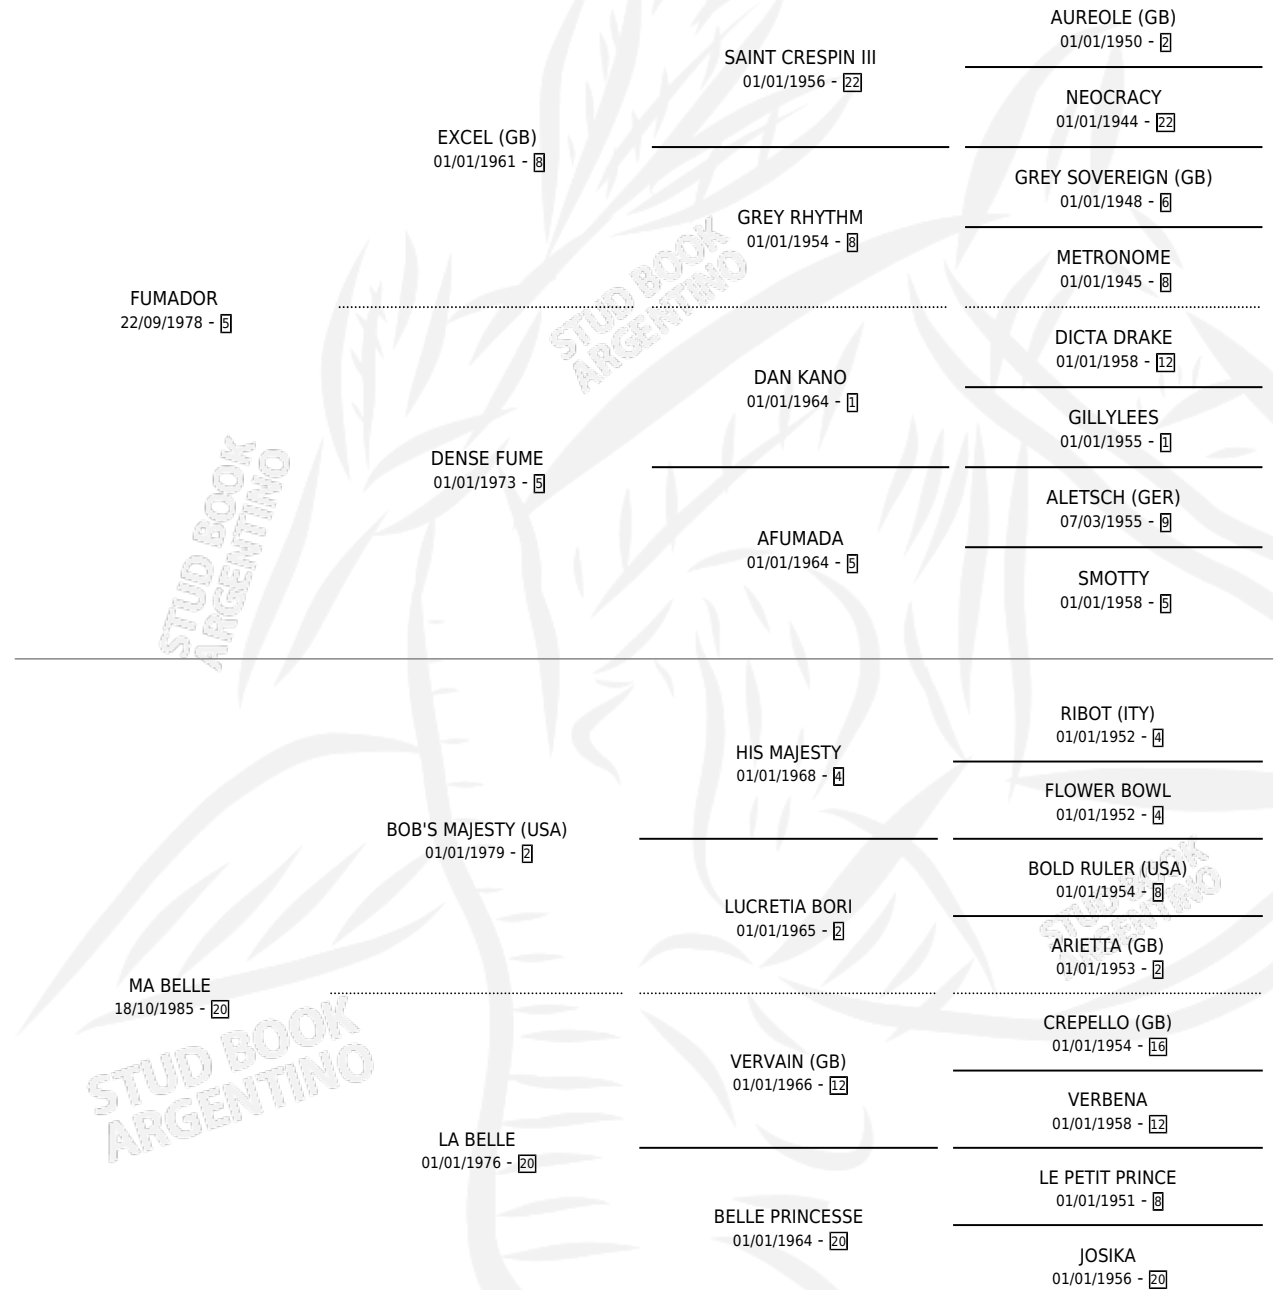 AUREOLE (GB)
01/01/1950 - 2
SAINT CRESPIN III
01/01/1956 - 22
NEOCRACY
01/01/1944 - 22
EXCEL (GB)
01/01/1961 - 8
GREY SOVEREIGN (GB)
01/01/1948 - 6
GREY RHYTHM
01/01/1954 - 8
METRONOME
01/01/1945 - 8
FUMADOR
22/09/1978 - 5
DICTA DRAKE
01/01/1958 - 12
DAN KANO
01/01/1964 - 1
GILLYLEES
01/01/1955 - 1
DENSE FUME
01/01/1973 - 5
ALETSCH (GER)
07/03/1955 - 9
AFUMADA
01/01/1964 - 5
SMOTTY
01/01/1958 - 5
RIBOT (ITY)
01/01/1952 - 4
HIS MAJESTY
01/01/1968 - 4
FLOWER BOWL
01/01/1952 - 4
BOB'S MAJESTY (USA)
01/01/1979 - 2
BOLD RULER (USA)
01/01/1954 - 8
LUCRETIA BORI
01/01/1965 - 2
ARIETTA (GB)
01/01/1953 - 2
MA BELLE
18/10/1985 - 20
CREPELLO (GB)
01/01/1954 - 16
VERVAIN (GB)
01/01/1966 - 12
VERBENA
01/01/1958 - 12
LA BELLE
01/01/1976 - 20
LE PETIT PRINCE
01/01/1951 - 8
BELLE PRINCESSE
01/01/1964 - 20
JOSIKA
01/01/1956 - 20
STUD BOOK
ARGENTINO
STUD BOOK
ARGENTINO
STUD BOOK
ARGENTINO
STUD BOOK
ARGENTINO